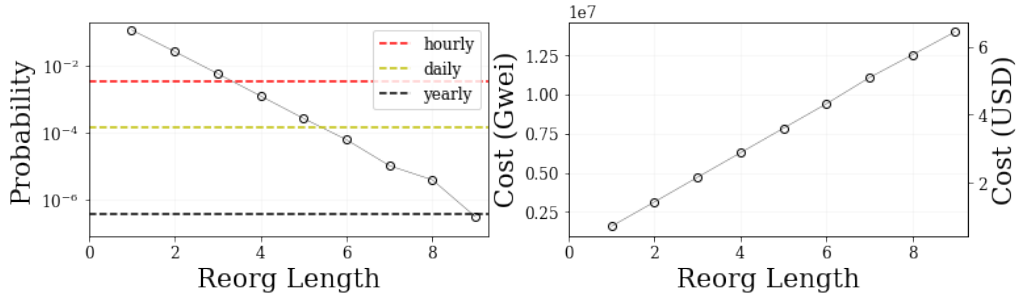 Probability
10⁻²
10⁻⁴
10⁻⁶
0
2
4
6
8
Reorg Length
hourly
daily
yearly
1e7
Cost (Gwei)
12.5
1.00
0.75
0.50
0.25
0
2
4
6
8
Reorg Length
6
4
2
Cost (USD)